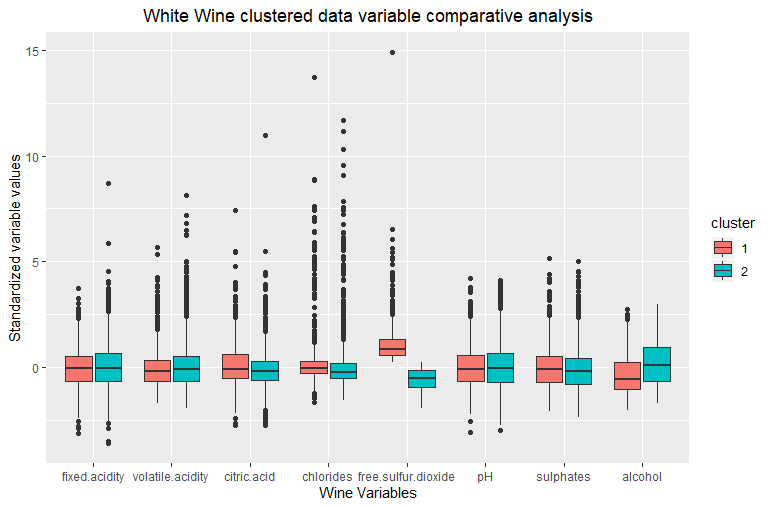 White Wine clustered data variable comparative analysis
15
10
5
0
Standardized variable values
fixed.acidity volatile.acidity citric.acid chlorides free.sulfur.dioxide pH sulphates alcohol
Wine Variables
cluster
1
2